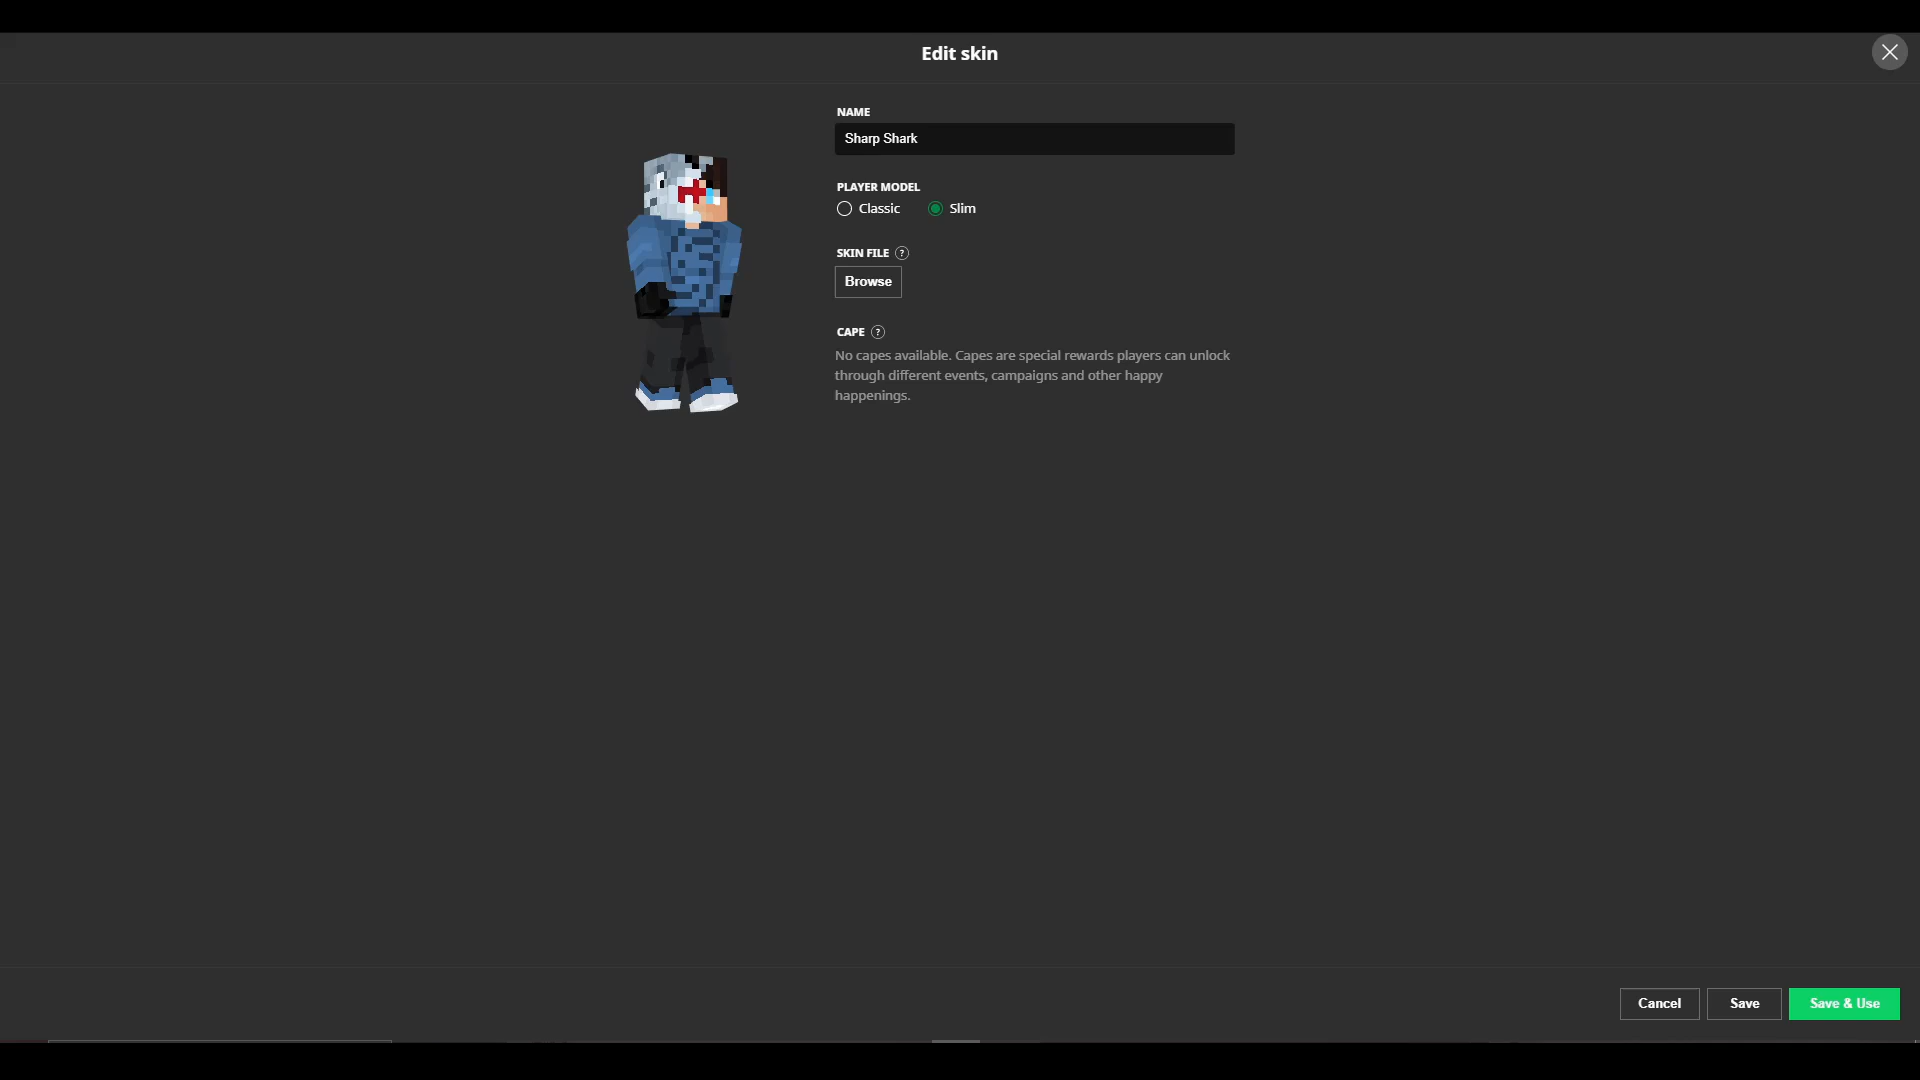 Edit skin
NAME
Sharp Shark
PLAYER MODEL
Classic Slim
SKIN FILE ?
Browse
CAPE ?
No capes available. Capes are special rewards players can unlock
through different events, campaigns and other happy
happenings.
Cancel Save Save & Use